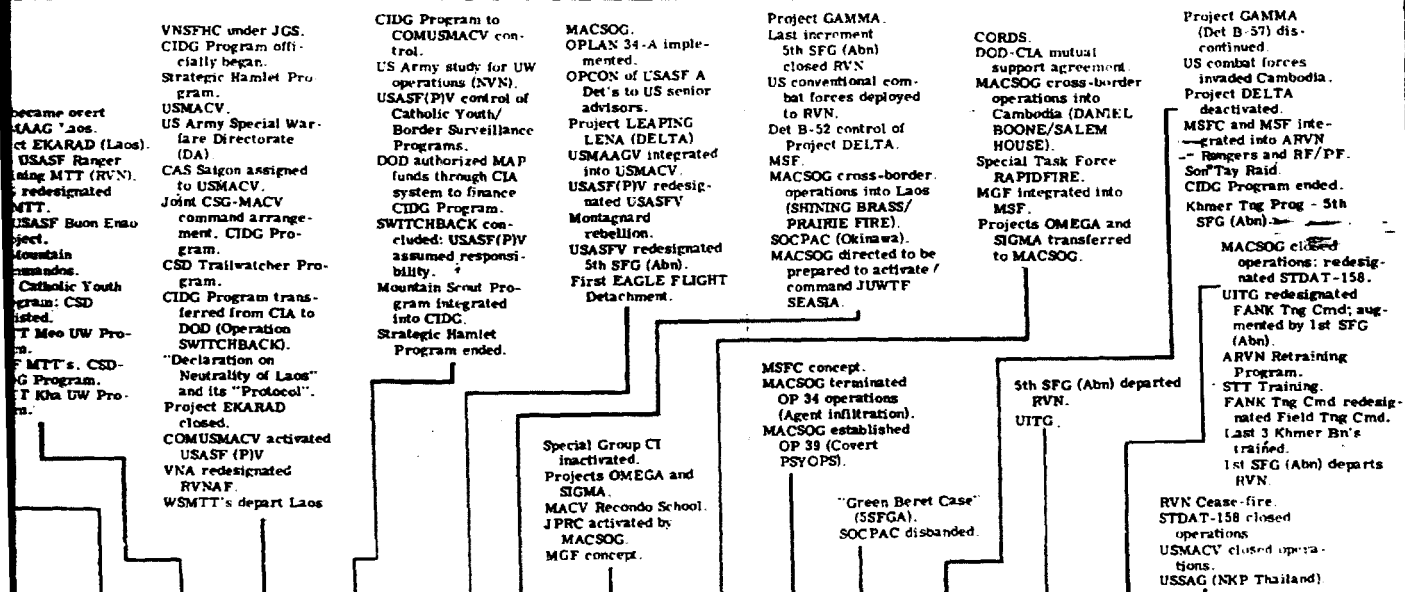 became overt
MAAG Laos.
ct EKARAD (Laos).
USASF Ranger
ning MTT (RVN).
redesignated
MTT.
USASF Buon Enao
ject.
Mountain
mmandos.
Catholic Youth
gram; CSD
isted.
TT Meo UW Pro-
m.
F MTT's. CSD-
G Program.
T Kha UW Pro-
m.
VNSFHC under JGS.
CIDG Program offi-
cially began.
Strategic Hamlet Pro
gram.
USMACV.
US Army Special War-
fare Directorate
(DA).
CAS Saigon assigned
to USMACV.
Joint CSG-MACV
command arrange-
ment. CIDG Pro-
gram.
CSD Trailwatcher Pro-
gram.
CIDG Program trans-
ferred from CIA to
DOD (Operation
SWITCHBACK).
"Declaration on
Neutrality of Laos"
and its "Protocol".
Project EKARAD
closed.
COMUSMACV activated
USASF (P)V
VNA redesignated
RVNAF.
WSMTT's depart Laos
CIDG Program to
COMUSMACV con-
trol.
US Army study for UW
operations (NVN).
USASF(P)V control of
Catholic Youth/
Border Surveillance
Programs.
DOD authorized MAP
funds through CIA
system to finance
CIDG Program.
SWITCHBACK con-
cluded: USASF(P)V
assumed responsi-
bility.
Mountain Scout Pro-
gram integrated
into CIDG.
Strategic Hamlet
Program ended.
MACSOG.
OPLAN 34-A imple-
mented.
OPCON of USASF A
Det's to US senior
advisors.
Project LEAPING
LENA (DELTA)
USMAAGV integrated
into USMACV.
USASF(P)V redesig-
nated USASFV
Montagnard
rebellion.
USASFV redesignated
5th SFG (Abn).
First EAGLE FLIGHT
Detachment.
Special Group CI
inactivated.
Projects OMEGA and
SIGMA.
MACV Recondo School.
JPRC activated by
MACSOG.
MGF concept.
Project GAMMA.
Last increment
5th SFG (Abn)
closed RVN
US conventional com-
bat forces deployed
to RVN.
Det B-52 control of
Project DELTA.
MSF.
MACSOG cross-border
operations into Laos
(SHINING BRASS/
PRAIRIE FIRE).
SOCPAC (Okinawa).
MACSOG directed to be
prepared to activate /
command JUWTF
SEASIA.
MSFC concept.
MACSOG terminated
OP 34 operations
(Agent infiltration).
MACSOG established
OP 39 (Covert
PSYOPS).
"Green Beret Case"
(5SFGA).
SOCPAC disbanded.
CORDS.
DOD-CIA mutual
support agreement.
MACSOG cross-border
operations into
Cambodia (DANIEL
BOONE/SALEM
HOUSE).
Special Task Force
RAPIDFIRE.
MGF integrated into
MSF.
Projects OMEGA and
SIGMA transferred
to MACSOG.
5th SFG (Abn) departed
RVN.
UITG.
Project GAMMA
(Det B-57) dis-
continued.
US combat forces
invaded Cambodia.
Project DELTA
deactivated.
MSFC and MSF inte-
grated into ARVN
Rangers and RF/PF.
Son Tay Raid.
CIDG Program ended.
Khmer Tng Prog - 5th
SFG (Abn).
MACSOG closed
operations; redesig-
nated STDAT-158.
UITG redesignated
FANK Tng Cmd; aug-
mented by 1st SFG
(Abn).
ARVN Retraining
Program.
STT Training.
FANK Tng Cmd redesig-
nated Field Tng Cmd.
Last 3 Khmer Bn's
trained.
1st SFG (Abn) departs
RVN.
RVN Cease-fire.
STDAT-158 closed
operations
USMACV closed opera-
tions.
USSAG (NKP Thailand)